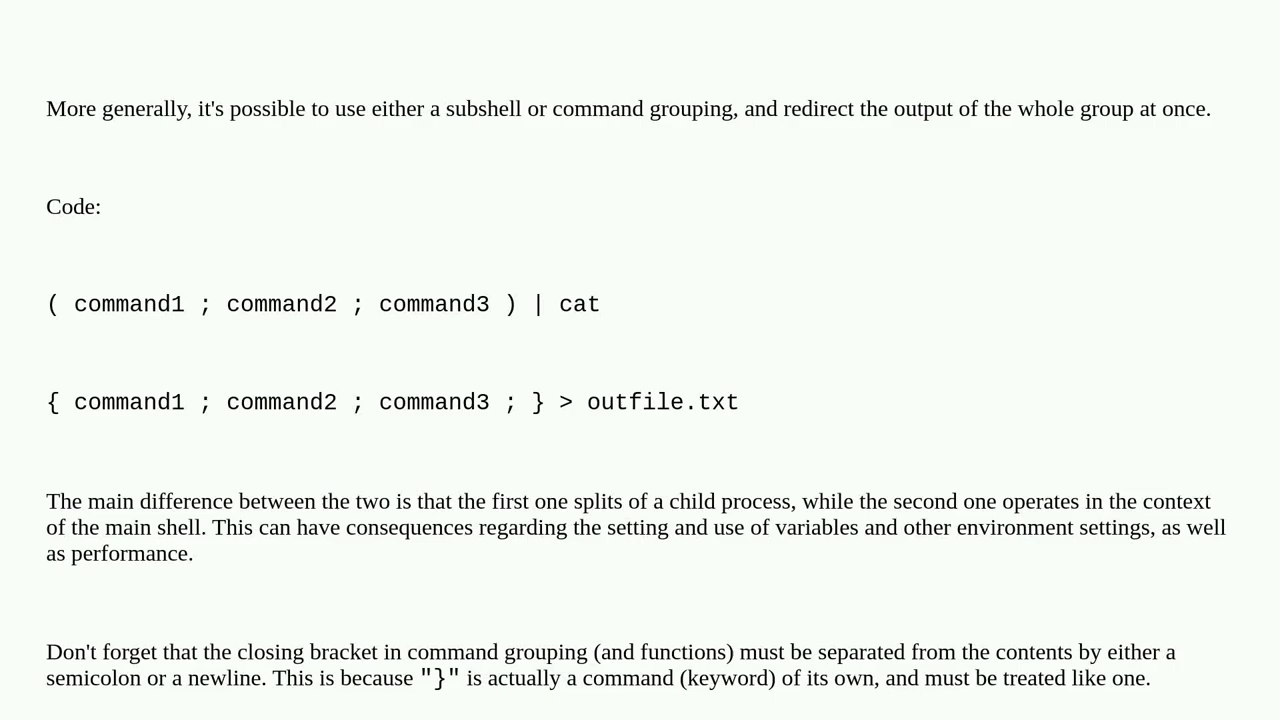 More generally, it's possible to use either a subshell or command grouping, and redirect the output of the whole group at once.
Code:
( command1 ; command2 ; command3 ) | cat
{ command1 ; command2 ; command3 ; } > outfile.txt
The main difference between the two is that the first one splits of a child process, while the second one operates in the context
of the main shell. This can have consequences regarding the setting and use of variables and other environment settings, as well
as performance.
Don't forget that the closing bracket in command grouping (and functions) must be separated from the contents by either a
semicolon or a newline. This is because "}" is actually a command (keyword) of its own, and must be treated like one.